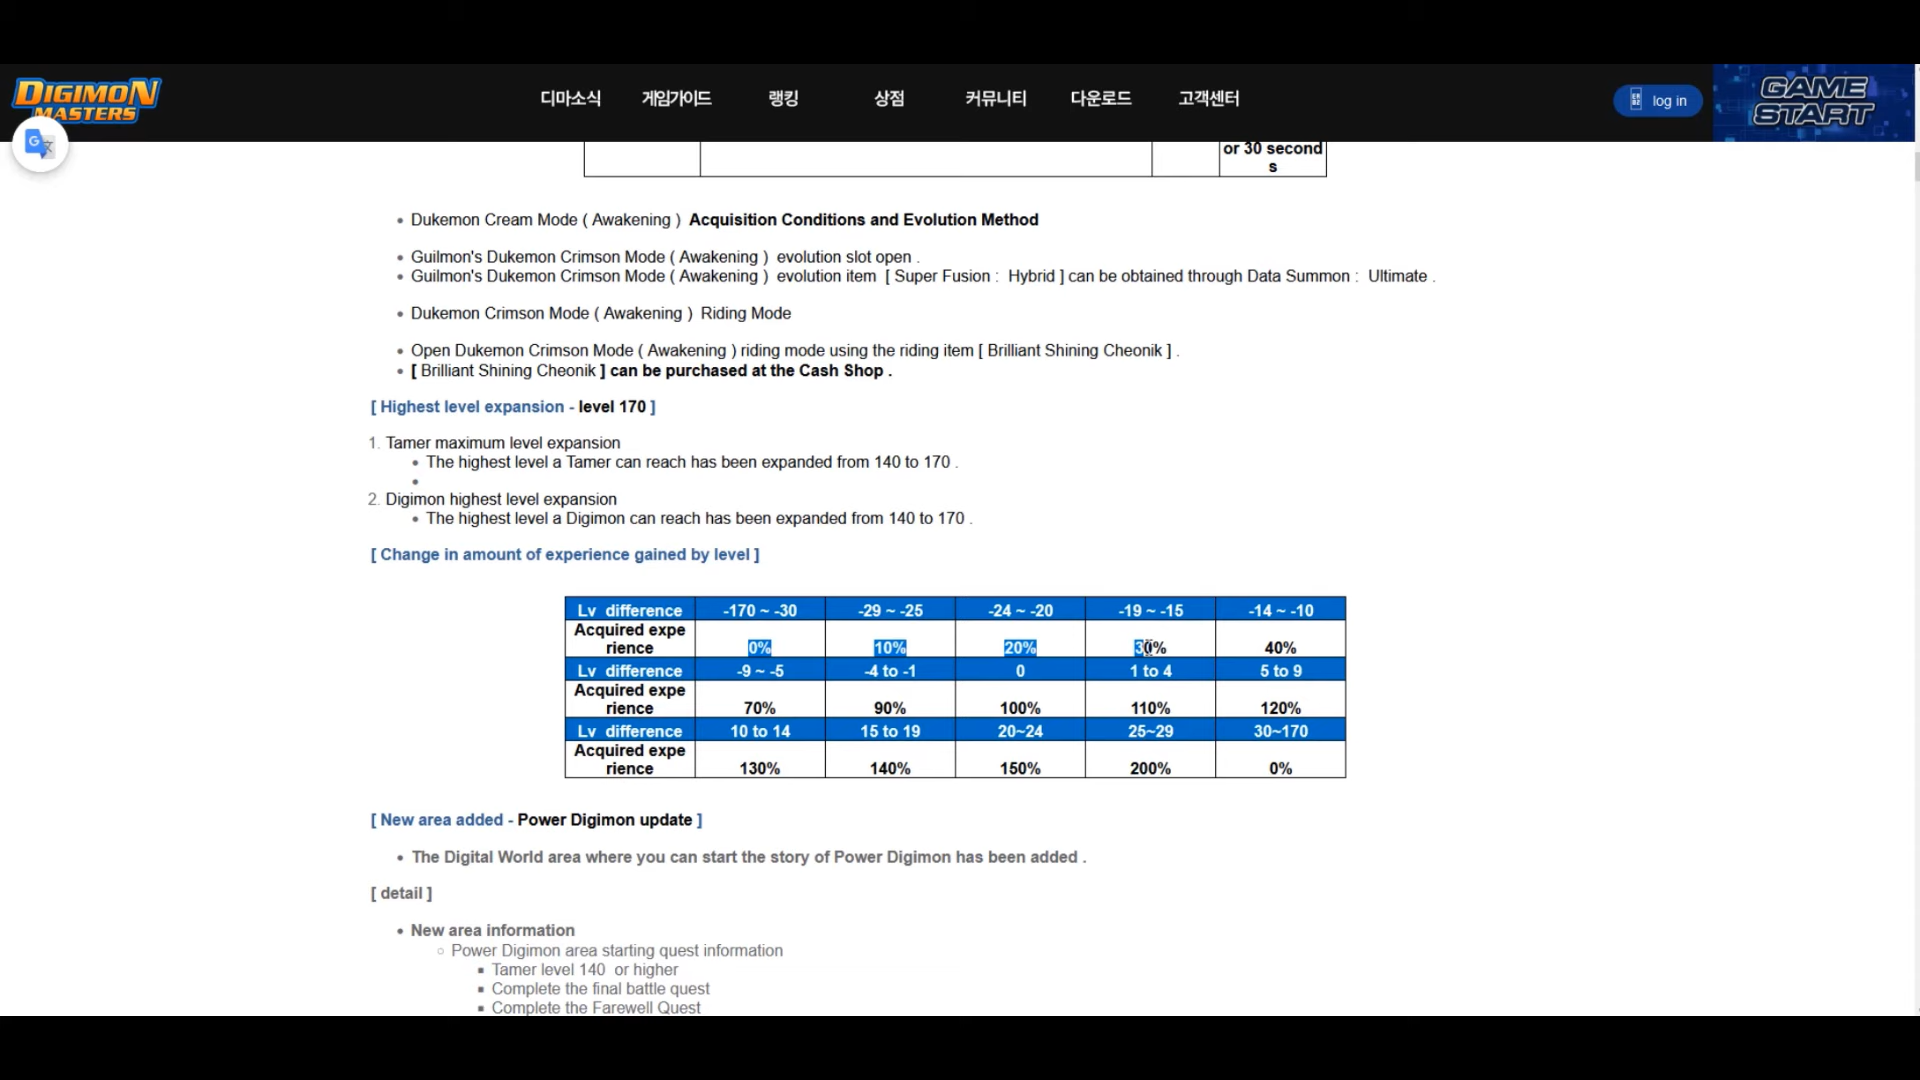 DIGIMON
MASTERS
디마소식 게임가이드 랭킹 상점 커뮤니티 다운로드 고객센터
log in
GAME
START
or 30 second
s
Dukemon Cream Mode ( Awakening ) Acquisition Conditions and Evolution Method
Guilmon's Dukemon Crimson Mode ( Awakening ) evolution slot open .
Guilmon's Dukemon Crimson Mode ( Awakening ) evolution item [ Super Fusion : Hybrid ] can be obtained through Data Summon : Ultimate .
Dukemon Crimson Mode ( Awakening ) Riding Mode
Open Dukemon Crimson Mode ( Awakening ) riding mode using the riding item [ Brilliant Shining Cheonik ] .
[ Brilliant Shining Cheonik ] can be purchased at the Cash Shop .
[ Highest level expansion - level 170 ]
1. Tamer maximum level expansion
The highest level a Tamer can reach has been expanded from 140 to 170 .
2. Digimon highest level expansion
The highest level a Digimon can reach has been expanded from 140 to 170 .
[ Change in amount of experience gained by level ]
Lv difference -170 ~ -30 -29 ~ -25 -24 ~ -20 -19 ~ -15 -14 ~ -10
Acquired expe
rience 0% 10% 20% 30% 40%
Lv difference -9 ~ -5 -4 to -1 0 1 to 4 5 to 9
Acquired expe
rience 70% 90% 100% 110% 120%
Lv difference 10 to 14 15 to 19 20~24 25~29 30~170
Acquired expe
rience 130% 140% 150% 200% 0%
[ New area added - Power Digimon update ]
The Digital World area where you can start the story of Power Digimon has been added .
[ detail ]
New area information
Power Digimon area starting quest information
Tamer level 140 or higher
Complete the final battle quest
Complete the Farewell Quest